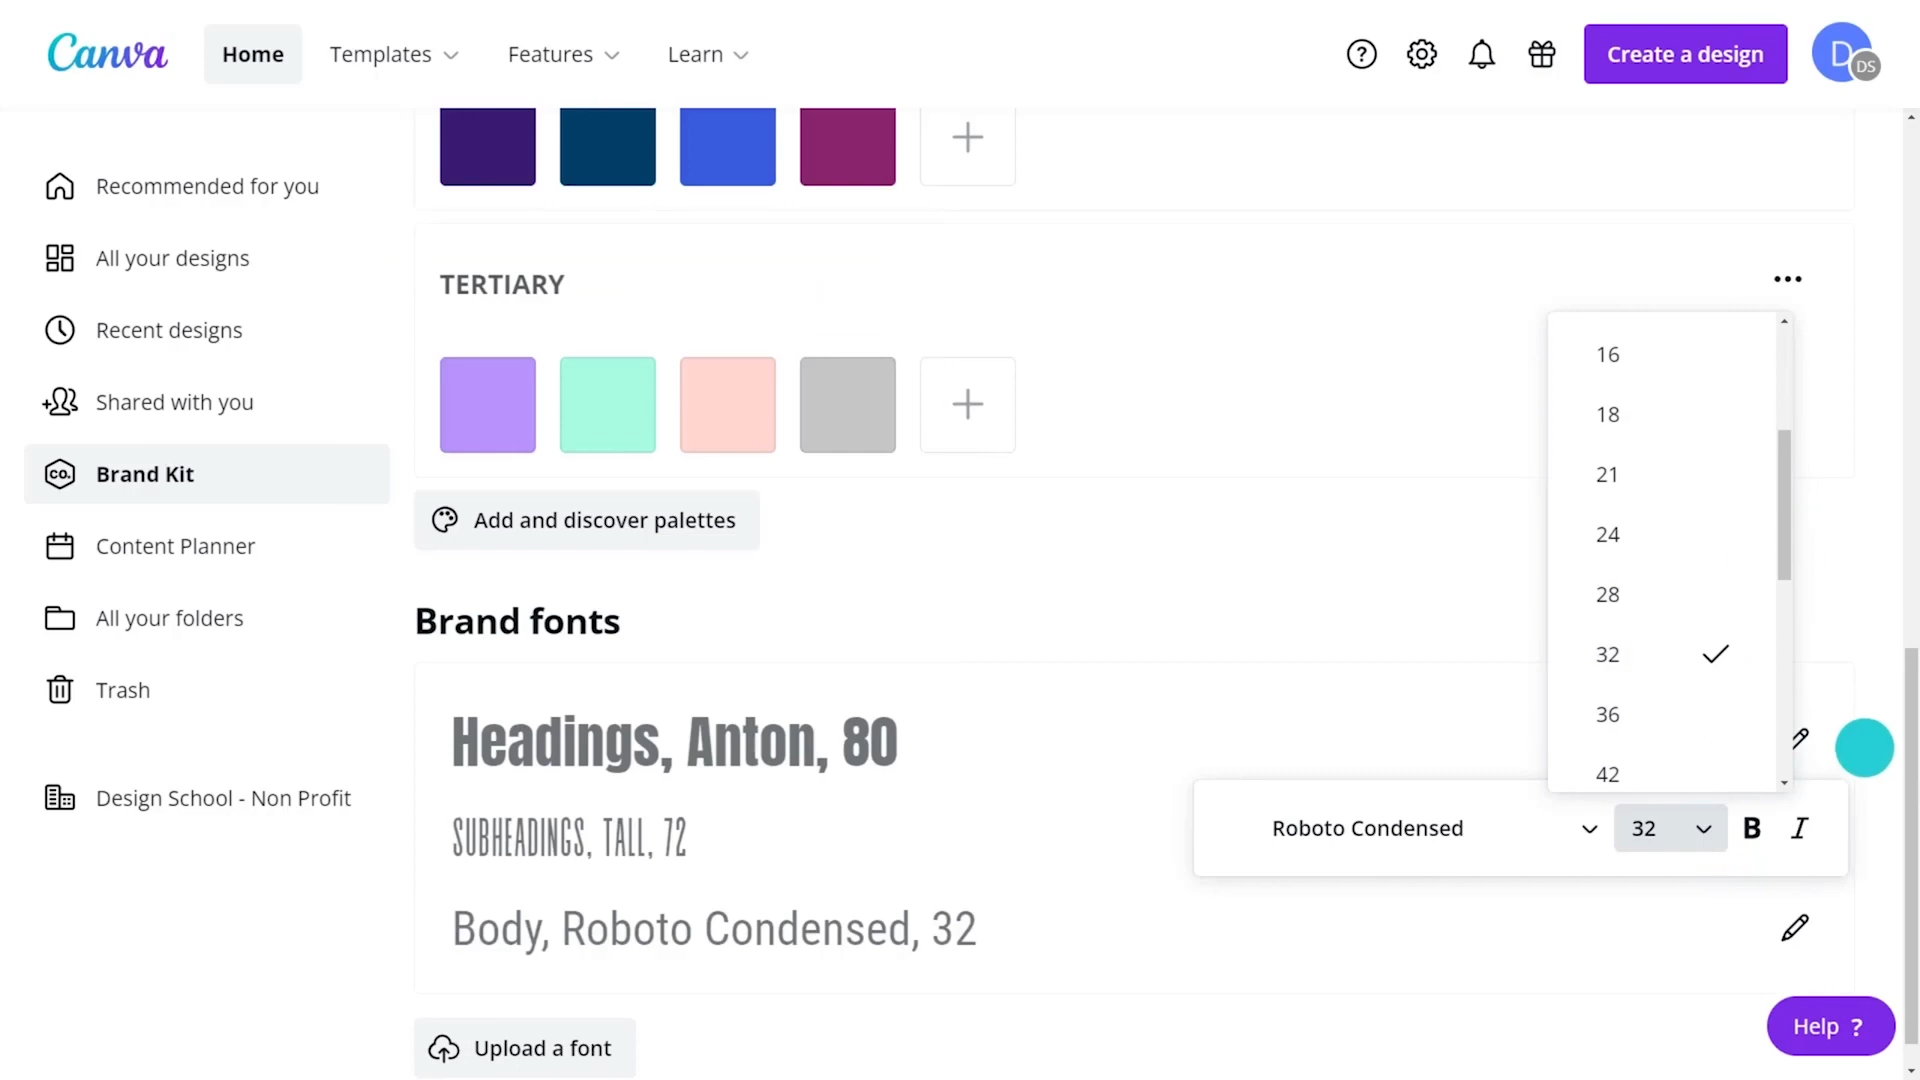 Canva
Home
Templates
Features
Learn
Create a design
D
DS
Recommended for you
All your designs
Recent designs
Shared with you
CO.
Brand Kit
Content Planner
All your folders
Trash
Design School - Non Profit
TERTIARY
Add and discover palettes
Brand fonts
Headings, Anton, 80
SUBHEADINGS, TALL, 72
Body, Roboto Condensed, 32
Upload a font
16
18
21
24
28
32
36
42
Roboto Condensed
32
B
I
Help ?